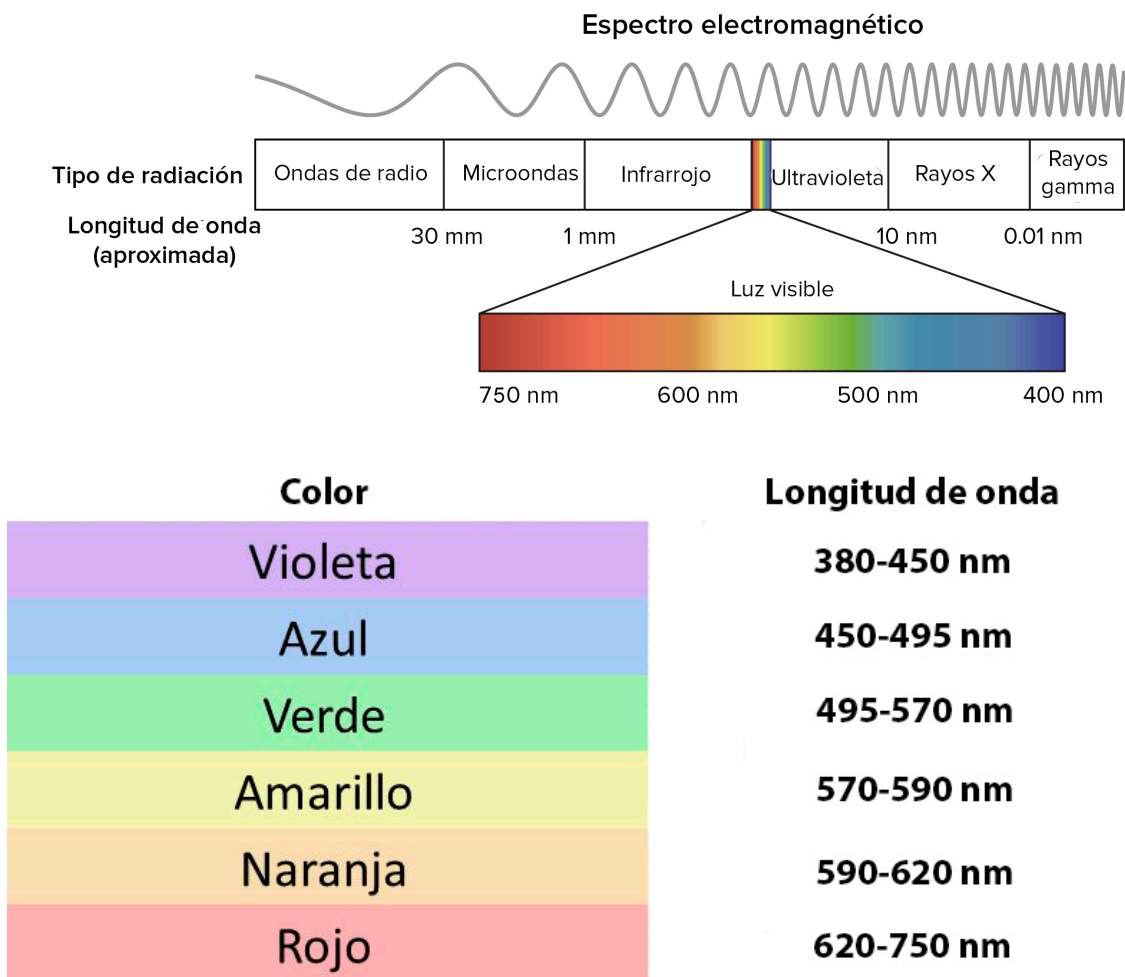 Espectro electromagnético
Tipo de radiación
Ondas de radio
Microondas
Infrarrojo
Ultravioleta
Rayos X
Rayos
gamma
Longitud de onda
(aproximada)
30 mm
1 mm
10 nm
0.01 nm
Luz visible
750 nm
600 nm
500 nm
400 nm
Color
Longitud de onda
Violeta
380-450 nm
Azul
450-495 nm
Verde
495-570 nm
Amarillo
570-590 nm
Naranja
590-620 nm
Rojo
620-750 nm